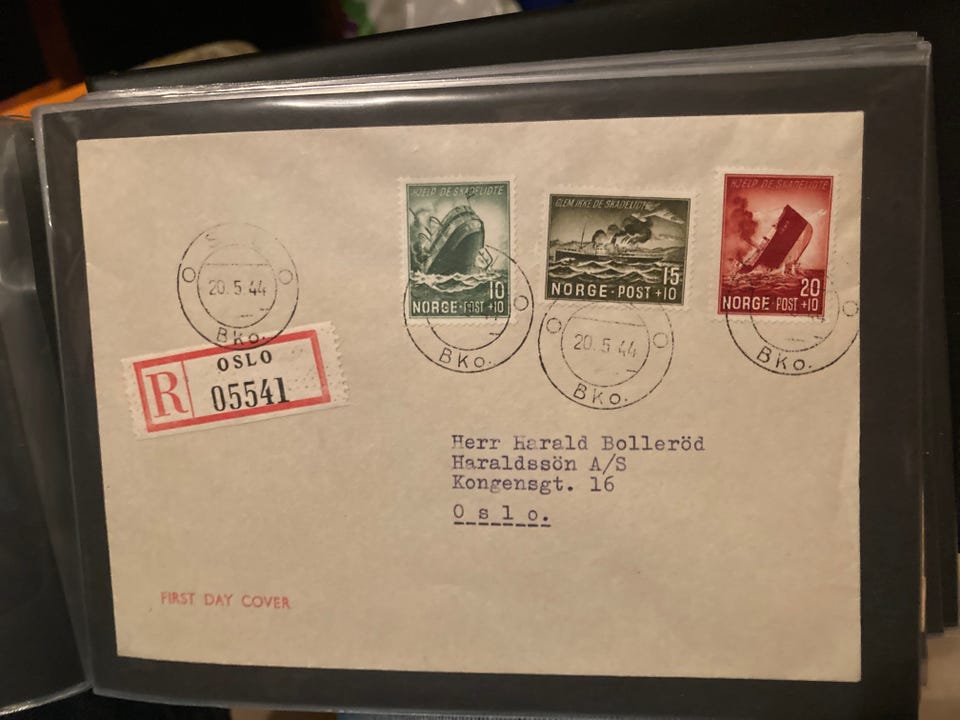 HJELP DE SKADELIDTE
10
NORGE·POST +10
GLEM IKKE DE SKADELIDTE
15
NORGE·POST +10
HJELP DE SKADELIDTE
20
NORGE·POST +10
20.5.44
BKo.
BKo.
20.5.44
BKo.
BKo.
R
OSLO
05541
Herr Harald Bolleröd
Haraldssön A/S
Kongensgt. 16
Oslo.
FIRST DAY COVER